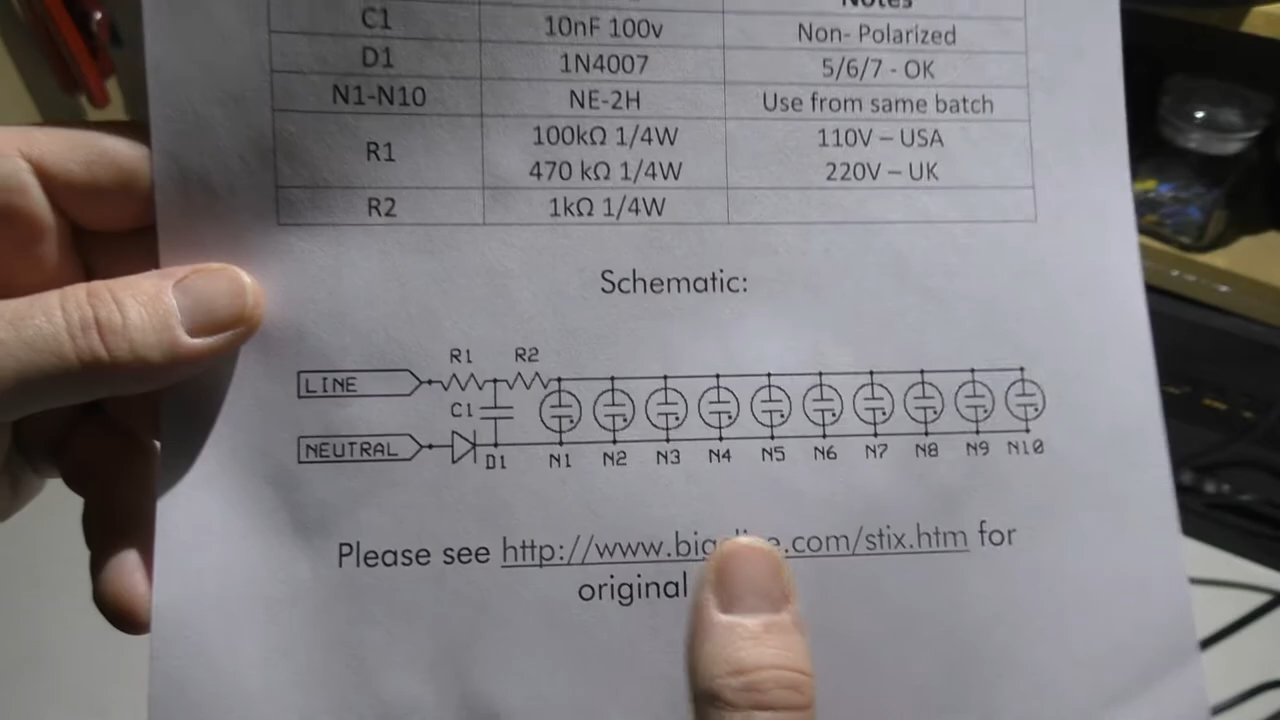 Notes
C1 10nF 100v Non- Polarized
D1 1N4007 5/6/7 - OK
N1-N10 NE-2H Use from same batch
R1 100kΩ 1/4W 110V – USA
470 kΩ 1/4W 220V – UK
R2 1kΩ 1/4W
Schematic:
R1 R2
LINE
C1
NEUTRAL
D1 N1 N2 N3 N4 N5 N6 N7 N8 N9 N10
Please see for
original